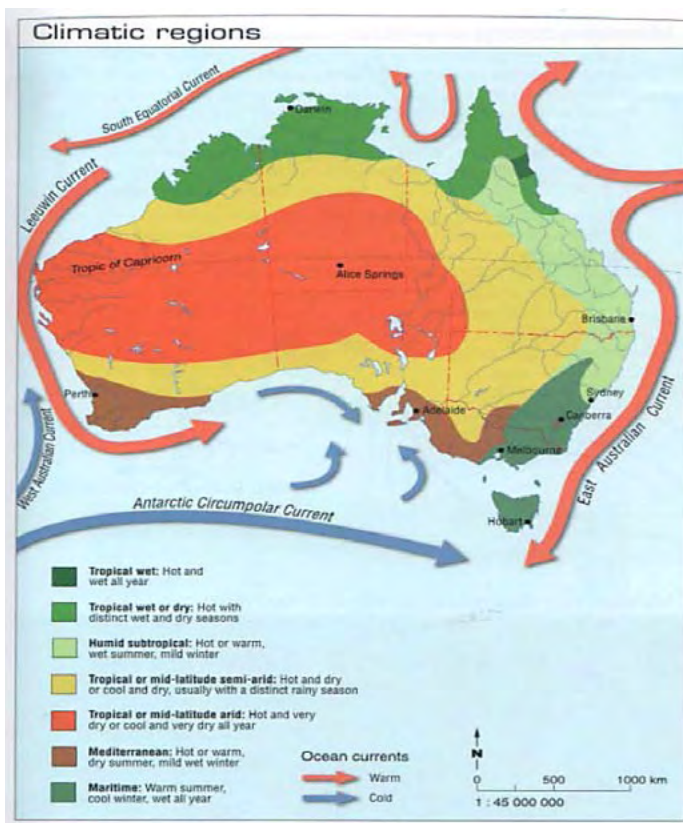 Climatic regions
South Equatorial Current
Darwin
Leeuwin Current
Tropic of Capricorn
Alice Springs
Brisbane
Perth
Adelaide
Sydney
Canberra
West Australian Current
Melbourne
East Australian Current
Antarctic Circumpolar Current
Hobart
Tropical wet: Hot and
wet all year
Tropical wet or dry: Hot with
distinct wet and dry seasons
Humid subtropical: Hot or warm,
wet summer, mild winter
Tropical or mid-latitude semi-arid: Hot and dry
or cool and dry, usually with a distinct rainy season
Tropical or mid-latitude arid: Hot and very
dry or cool and very dry all year
Mediterranean: Hot or warm,
dry summer, mild wet winter
Maritime: Warm summer,
cool winter, wet all year
Ocean currents
Warm
Cold
N
0 500 1000 km
1 : 45 000 000